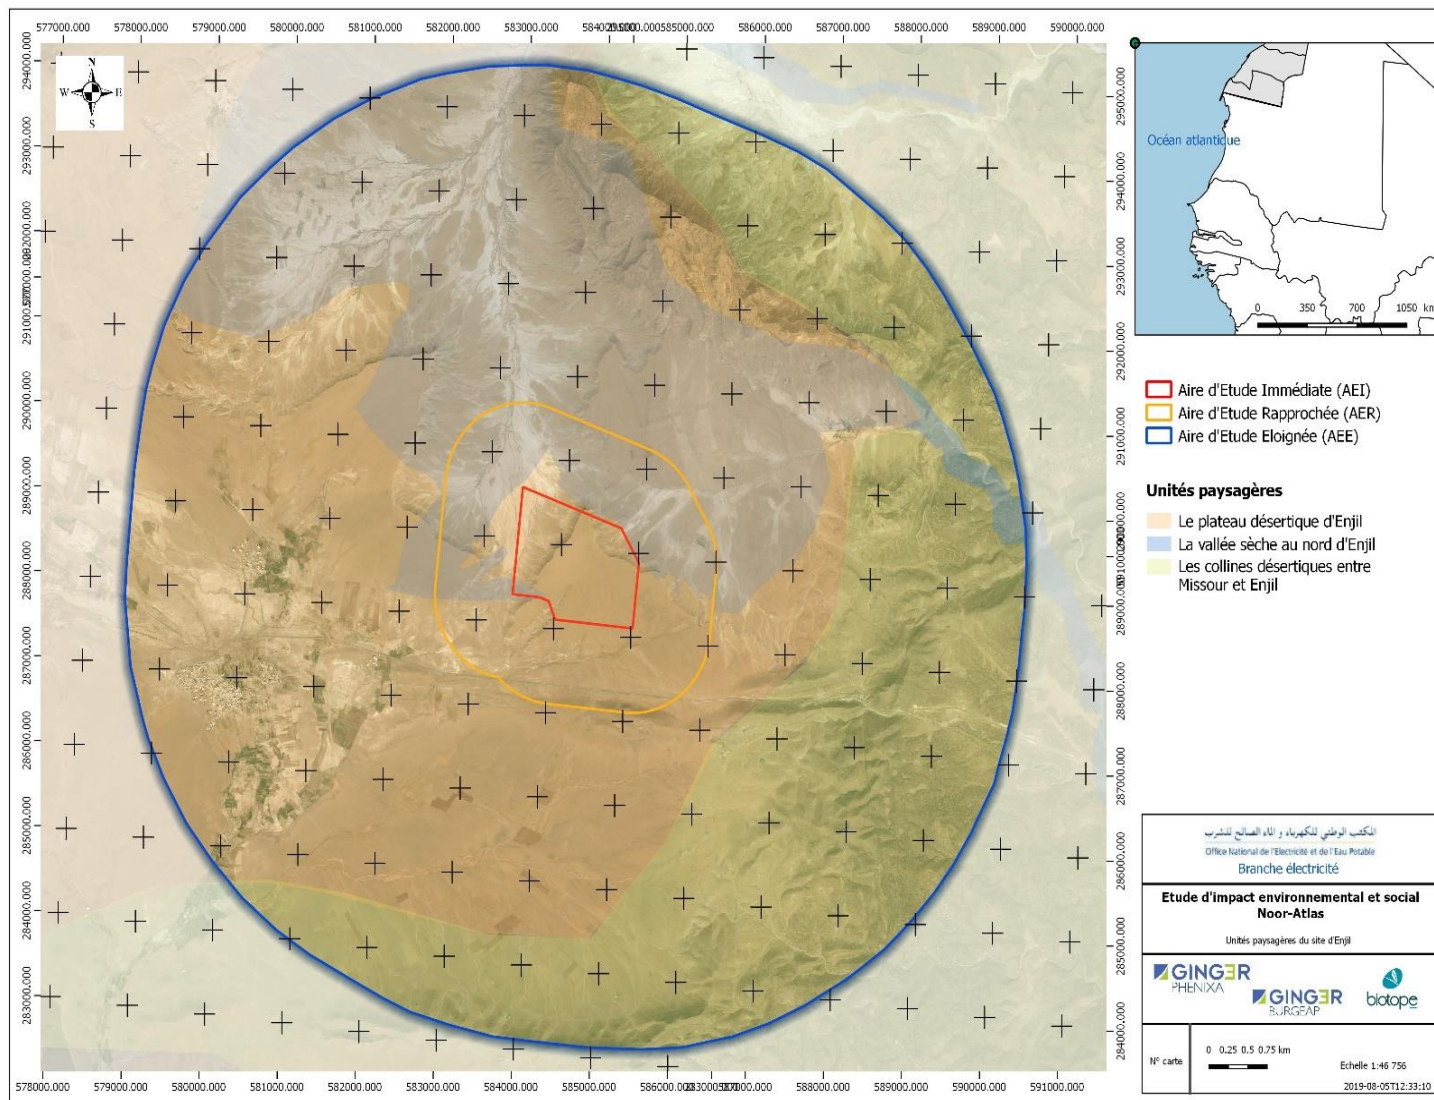 577000.000 578000.000 579000.000 580000.000 581000.000 582000.000 583000.000 586000.000 587000.000 588000.000 589000.000 590000.000
294000.000
293000.000
292000.000
290000.000
289000.000
288000.000
287000.000
286000.000
285000.000
284000.000
283000.000
N
W E
S
295000.000
294000.000
293000.000
292000.000
291000.000
289000.000
288000.000
287000.000
286000.000
285000.000
284000.000
578000.000 579000.000 580000.000 581000.000 582000.000 583000.000 584000.000 585000.000 588000.000 589000.000 590000.000 591000.000
Océan atlantique
0 350 700 1050 km
Aire d'Etude Immédiate (AEI)
Aire d'Etude Rapprochée (AER)
Aire d'Etude Eloignée (AEE)
Unités paysagères
Le plateau désertique d'Enjil
La vallée sèche au nord d'Enjil
Les collines désertiques entre
Missour et Enjil
المكتب الوطني للكهرباء و الماء الصالح للشرب
Office National de l'Electricité et de l'Eau Potable
Branche électricité
Etude d'impact environnemental et social
Noor-Atlas
Unités paysagères du site d'Enjil
GINGER
PHENIXA
GINGER
BURGEAP
biotope
N° carte
0 0.25 0.5 0.75 km
Echelle 1:46 756
2019-08-05T12:33:10